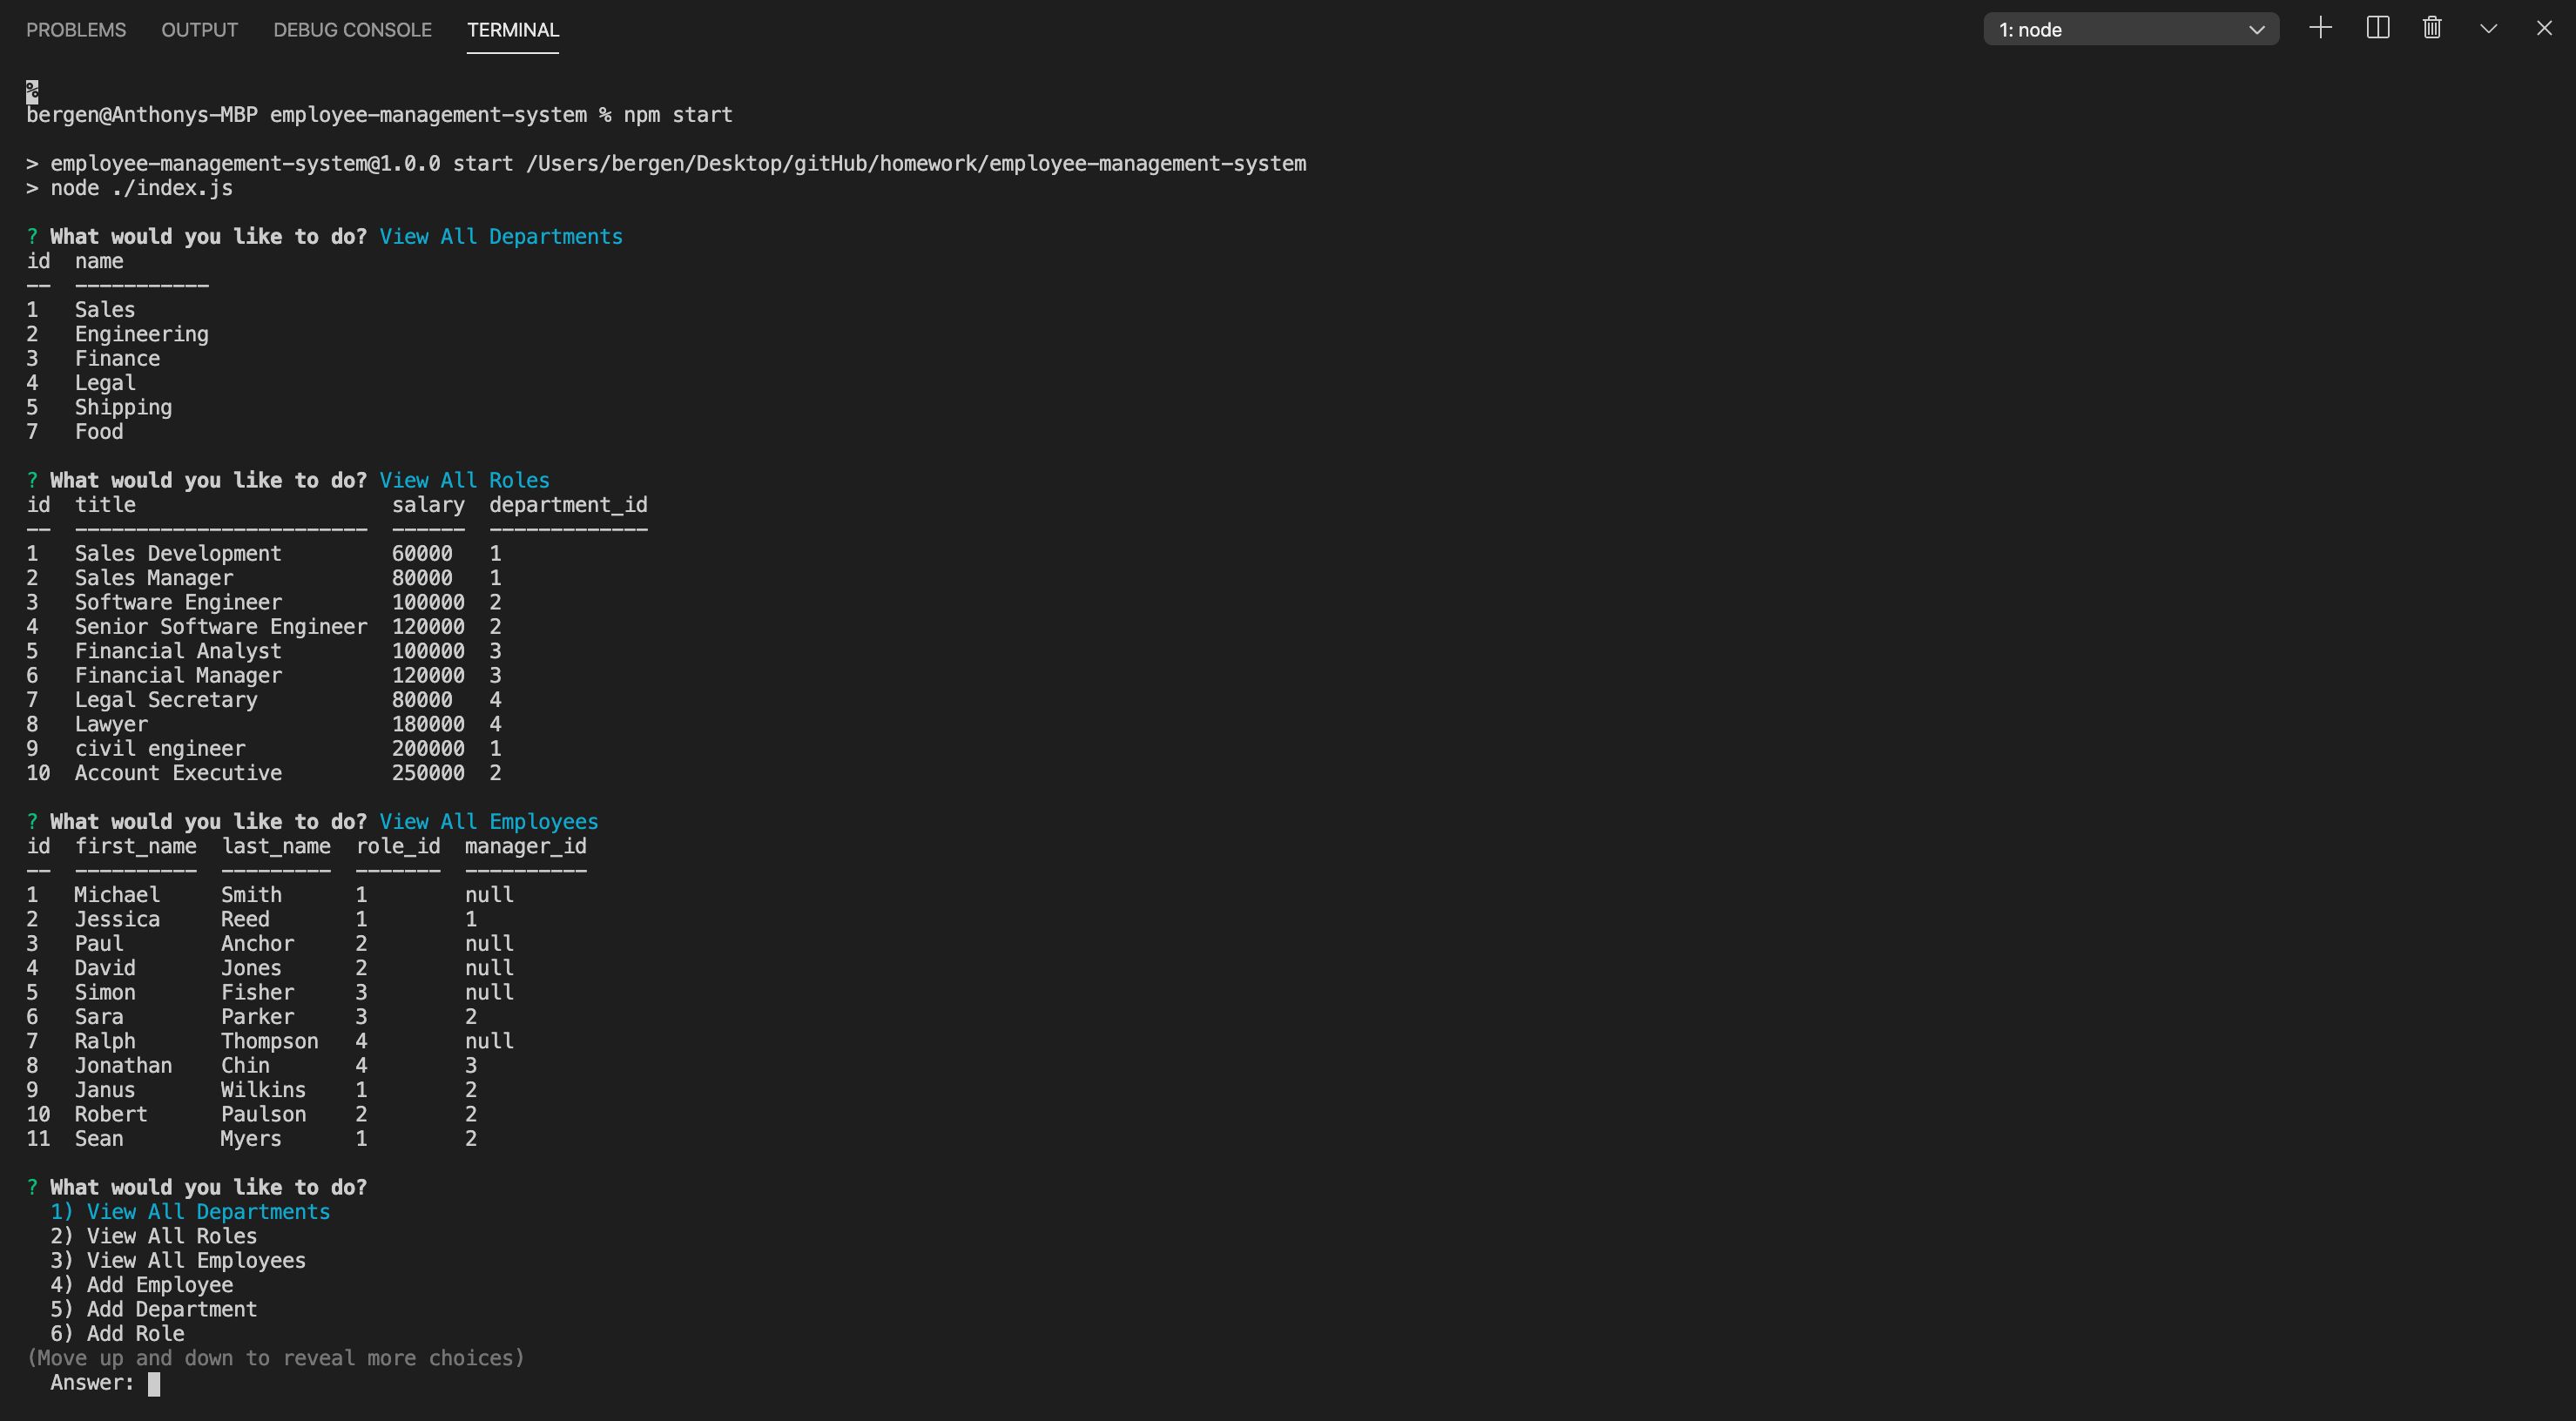 PROBLEMS OUTPUT DEBUG CONSOLE TERMINAL 1: node
%
bergen@Anthonys-MBP employee-management-system % npm start
> employee-management-system@1.0.0 start /Users/bergen/Desktop/gitHub/homework/employee-management-system
> node ./index.js
? What would you like to do? View All Departments
id  name
--  -----------
1   Sales
2   Engineering
3   Finance
4   Legal
5   Shipping
7   Food
? What would you like to do? View All Roles
id  title                     salary  department_id
--  ------------------------  ------  -------------
1   Sales Development         60000   1
2   Sales Manager             80000   1
3   Software Engineer         100000  2
4   Senior Software Engineer  120000  2
5   Financial Analyst         100000  3
6   Financial Manager         120000  3
7   Legal Secretary           80000   4
8   Lawyer                    180000  4
9   civil engineer            200000  1
10  Account Executive         250000  2
? What would you like to do? View All Employees
id  first_name  last_name  role_id  manager_id
--  ----------  ---------  -------  ----------
1   Michael     Smith      1        null
2   Jessica     Reed       1        1
3   Paul        Anchor     2        null
4   David       Jones      2        null
5   Simon       Fisher     3        null
6   Sara        Parker     3        2
7   Ralph       Thompson   4        null
8   Jonathan    Chin       4        3
9   Janus       Wilkins    1        2
10  Robert      Paulson    2        2
11  Sean        Myers      1        2
? What would you like to do?
  1) View All Departments
  2) View All Roles
  3) View All Employees
  4) Add Employee
  5) Add Department
  6) Add Role
(Move up and down to reveal more choices)
  Answer: